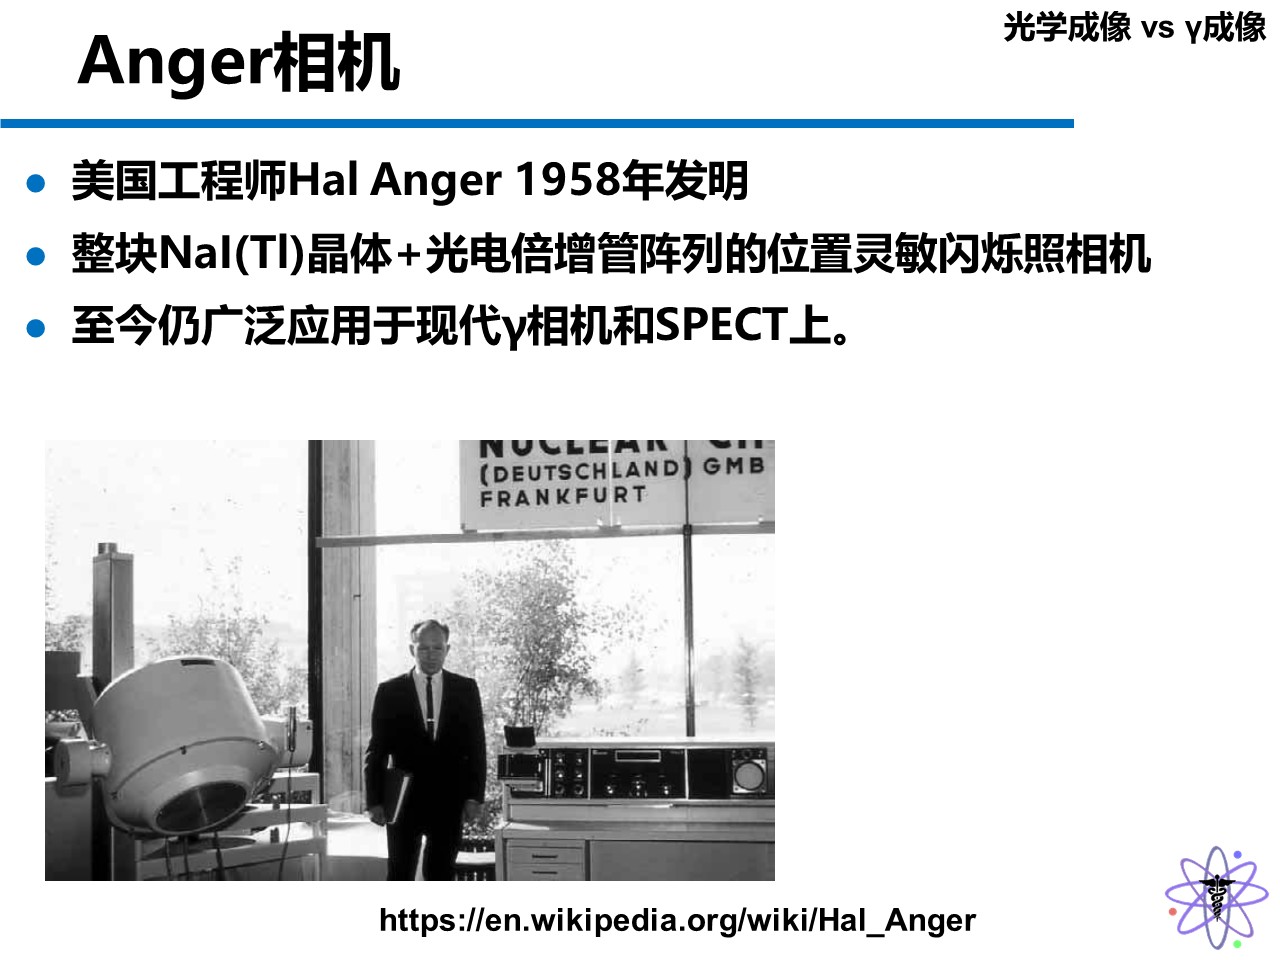 光学成像 vs γ成像
Anger相机
美国工程师Hal Anger 1958年发明
整块NaI(Tl)晶体+光电倍增管阵列的位置灵敏闪烁照相机
至今仍广泛应用于现代γ相机和SPECT上。
NUCLEAR CH
(DEUTSCHLAND) GMB
FRANKFURT
https://en.wikipedia.org/wiki/Hal_Anger